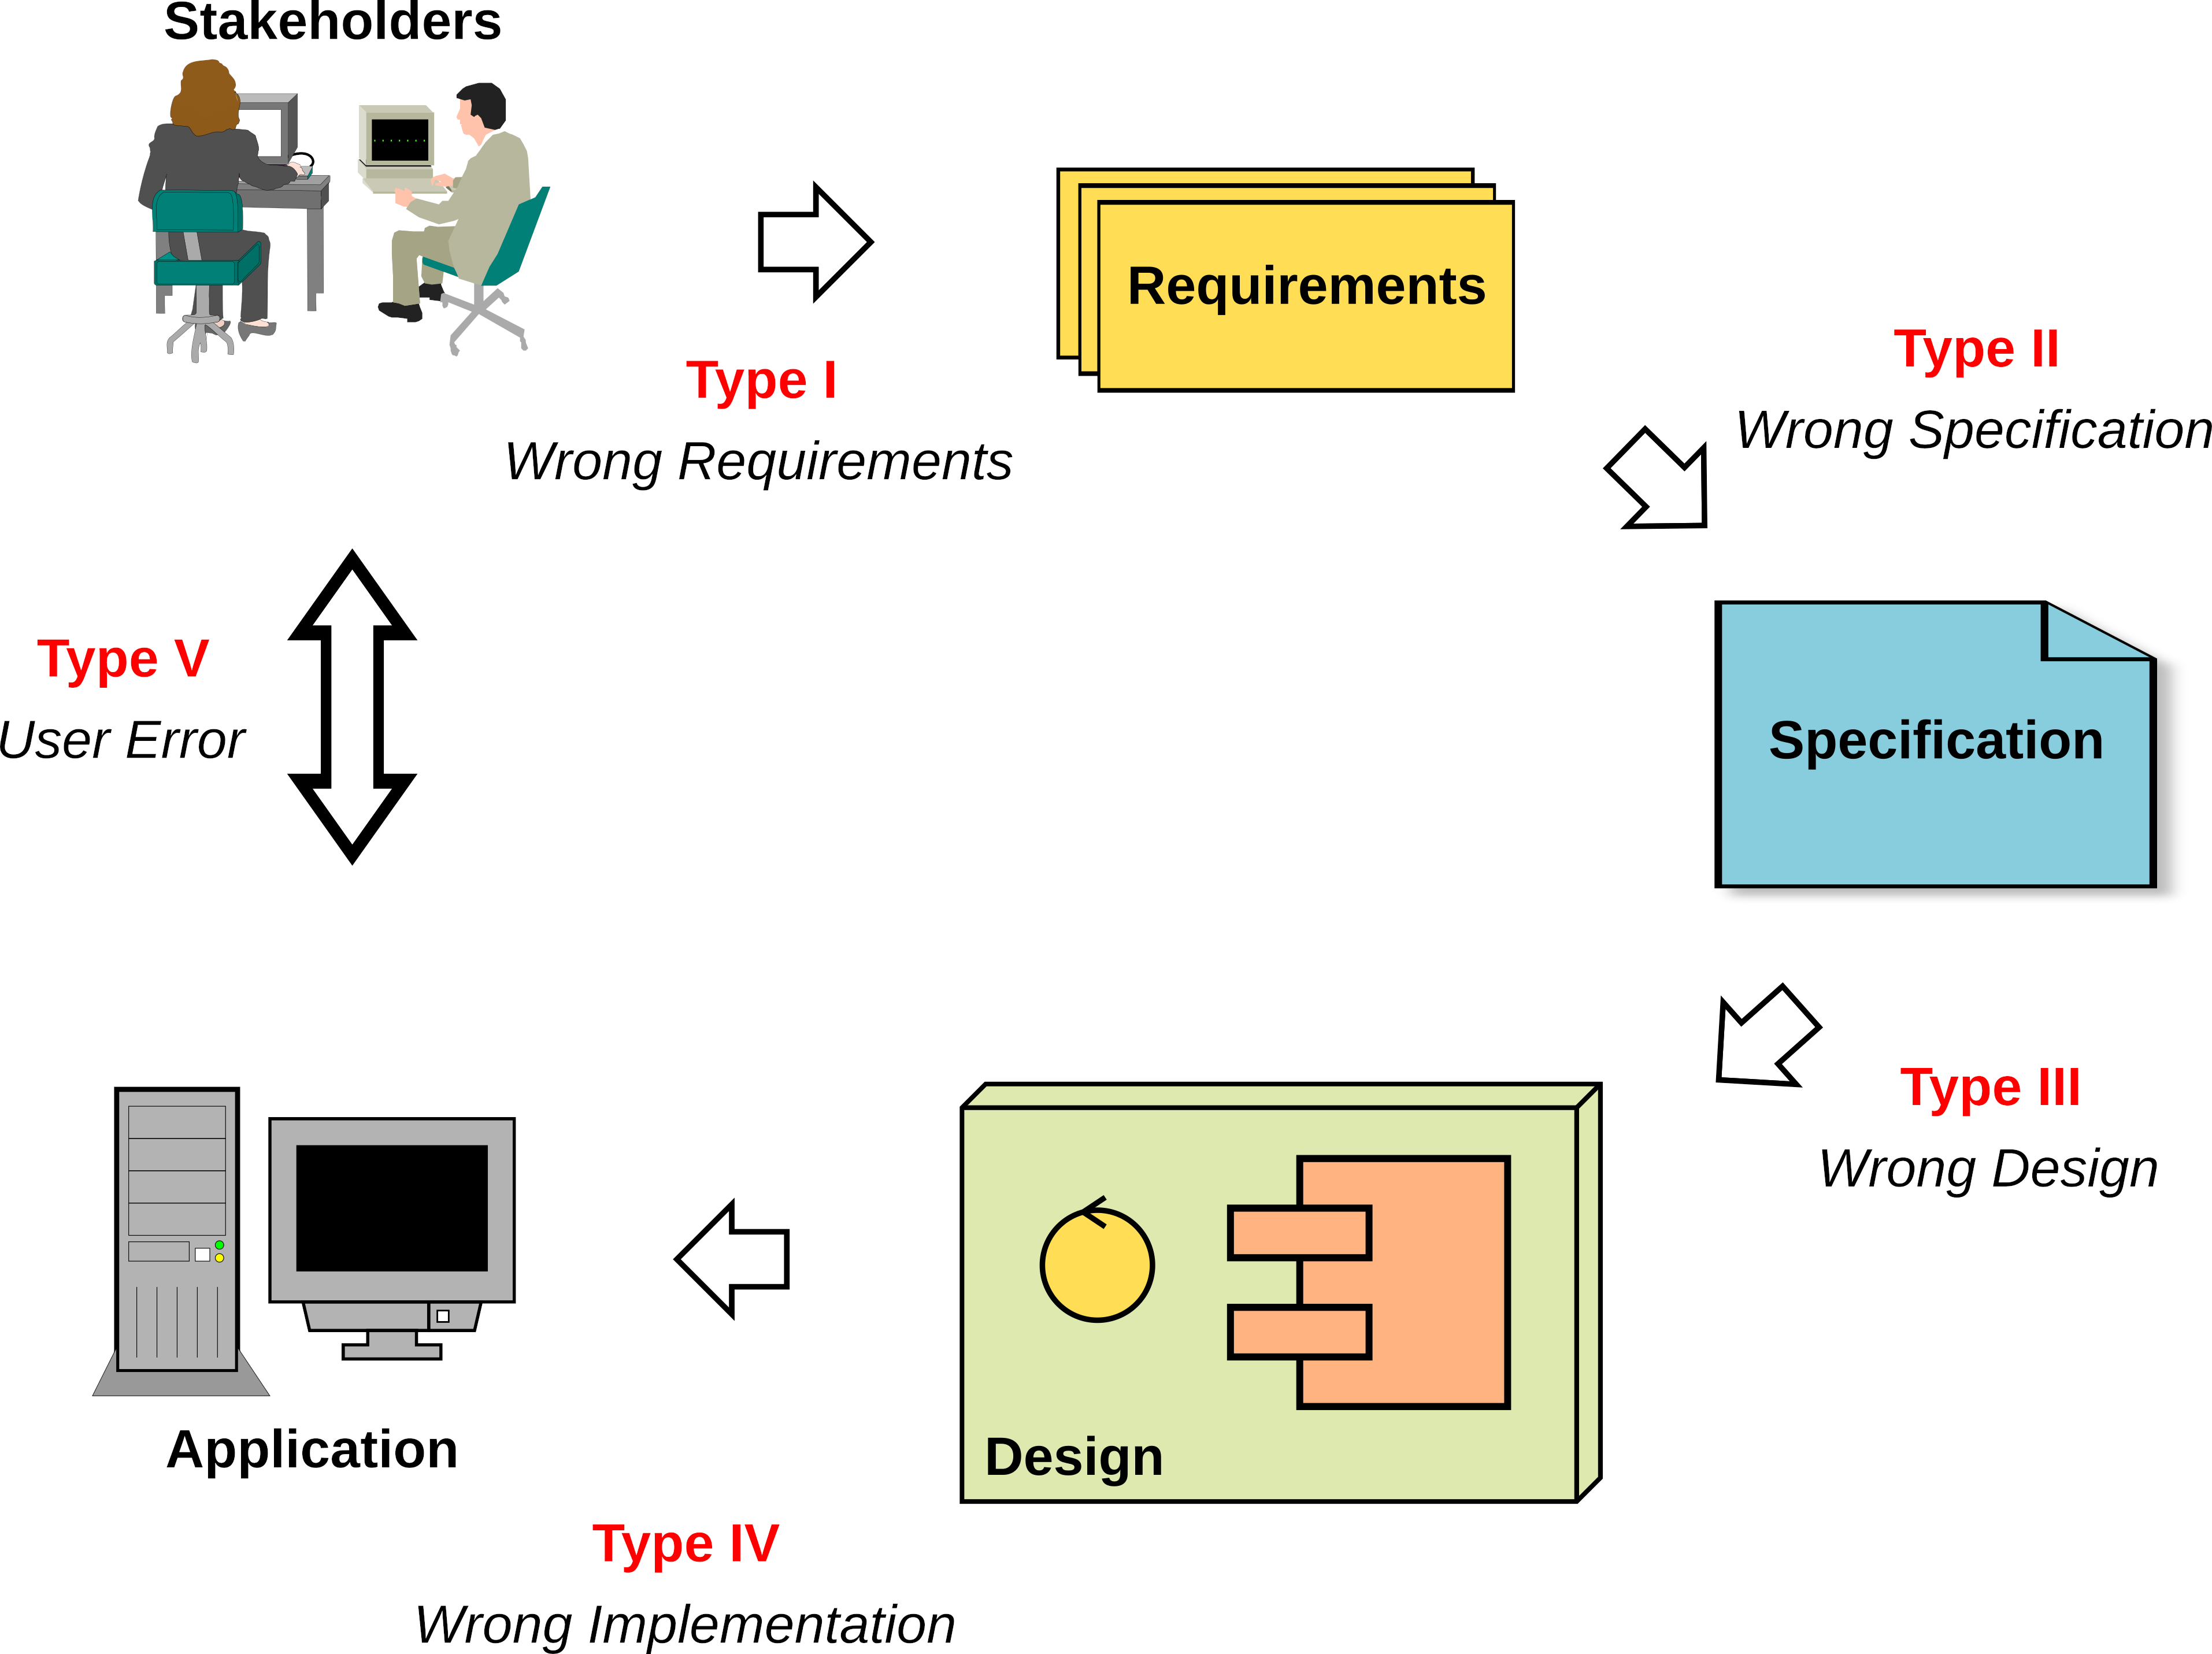 Stakeholders
Requirements
Type I
Wrong Requirements
Type II
Wrong Specification
Specification
Type III
Wrong Design
Design
Type IV
Wrong Implementation
Application
Type V
User Error